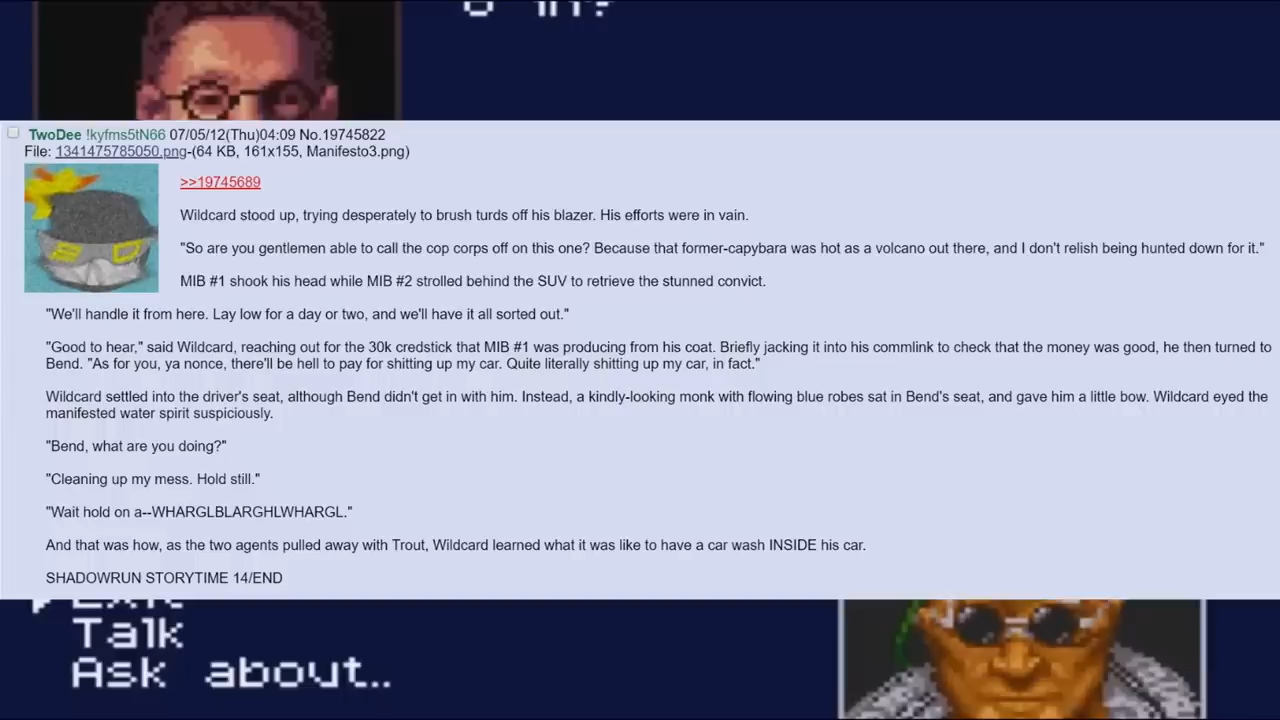 TwoDee !kyfms5tN66 07/05/12(Thu)04:09 No.19745822
File: 1341475785050.png-(64 KB, 161x155, Manifesto3.png)
>>19745689
Wildcard stood up, trying desperately to brush turds off his blazer. His efforts were in vain.
"So are you gentlemen able to call the cop corps off on this one? Because that former-capybara was hot as a volcano out there, and I don't relish being hunted down for it."
MIB #1 shook his head while MIB #2 strolled behind the SUV to retrieve the stunned convict.
"We'll handle it from here. Lay low for a day or two, and we'll have it all sorted out."
"Good to hear," said Wildcard, reaching out for the 30k credstick that MIB #1 was producing from his coat. Briefly jacking it into his commlink to check that the money was good, he then turned to
Bend. "As for you, ya nonce, there'll be hell to pay for shitting up my car. Quite literally shitting up my car, in fact."
Wildcard settled into the driver's seat, although Bend didn't get in with him. Instead, a kindly-looking monk with flowing blue robes sat in Bend's seat, and gave him a little bow. Wildcard eyed the
manifested water spirit suspiciously.
"Bend, what are you doing?"
"Cleaning up my mess. Hold still."
"Wait hold on a--WHARGLBLARGHLWHARGL."
And that was how, as the two agents pulled away with Trout, Wildcard learned what it was like to have a car wash INSIDE his car.
SHADOWRUN STORYTIME 14/END
Talk
Ask about..